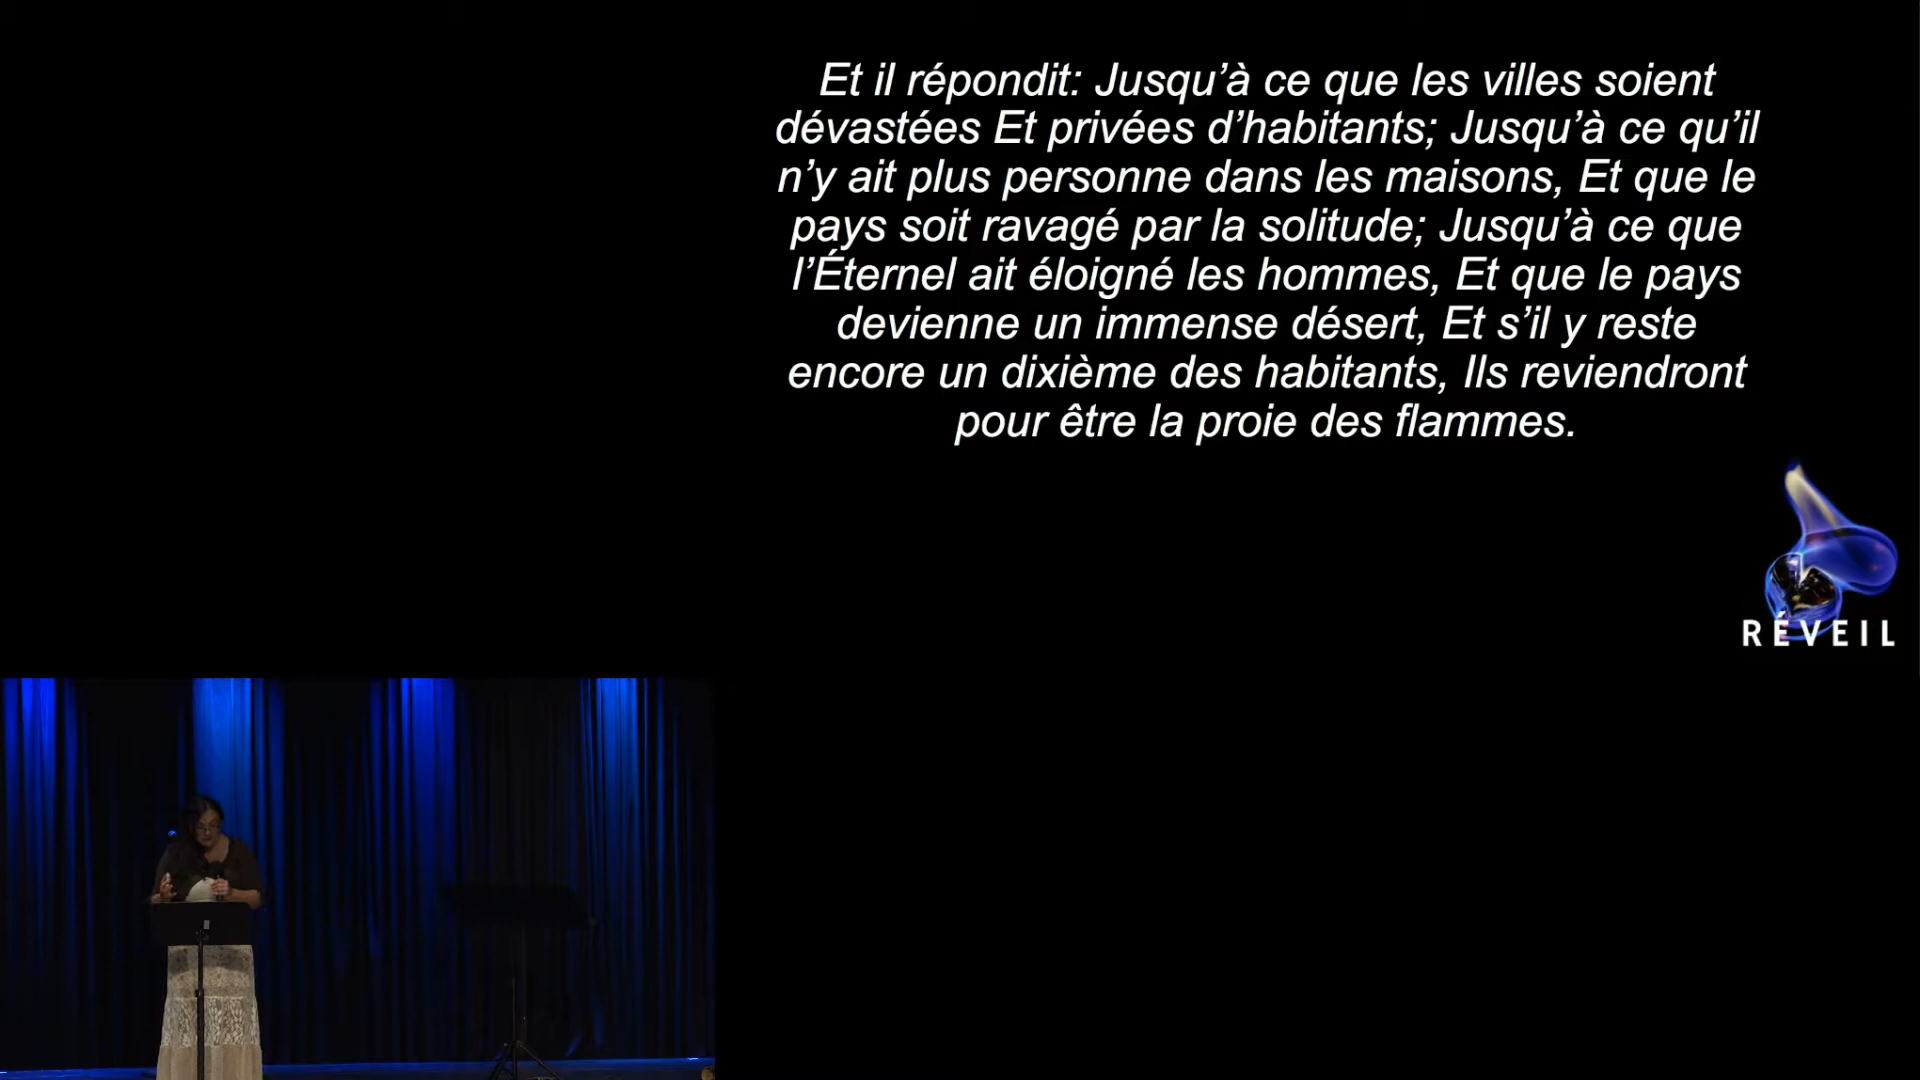 Et il répondit: Jusqu’à ce que les villes soient
dévastées Et privées d’habitants; Jusqu’à ce qu’il
n’y ait plus personne dans les maisons, Et que le
pays soit ravagé par la solitude; Jusqu’à ce que
l’Éternel ait éloigné les hommes, Et que le pays
devienne un immense désert, Et s’il y reste
encore un dixième des habitants, Ils reviendront
pour être la proie des flammes.
RÉVEIL